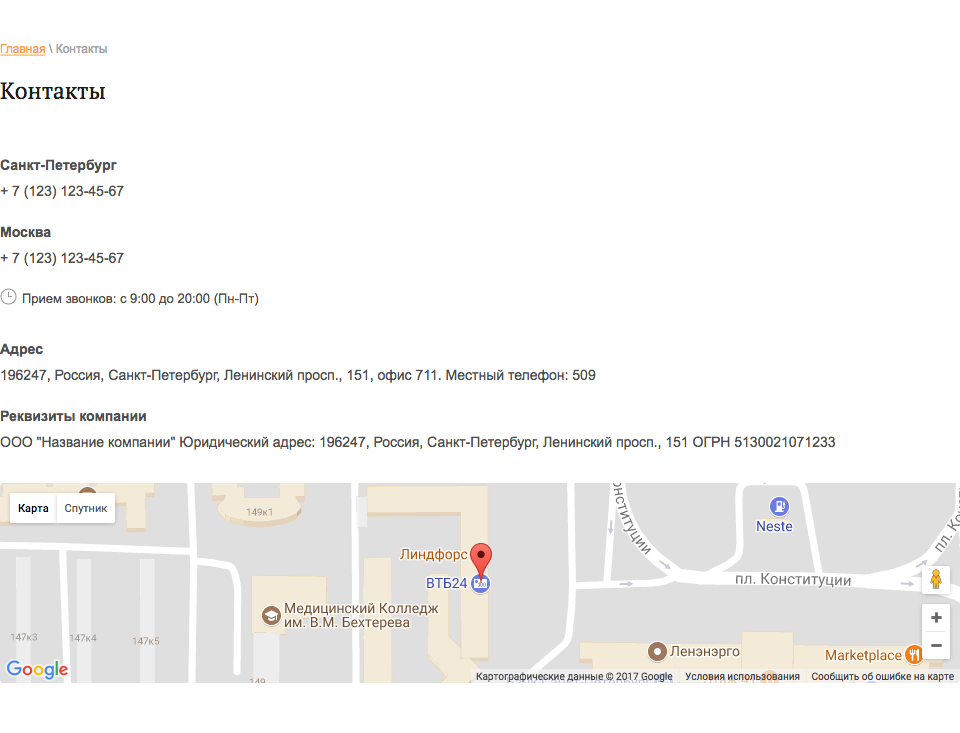 Главная \ Контакты
Контакты
Санкт-Петербург
+ 7 (123) 123-45-67
Москва
+ 7 (123) 123-45-67
Прием звонков: с 9:00 до 20:00 (Пн-Пт)
Адрес
196247, Россия, Санкт-Петербург, Ленинский просп., 151, офис 711. Местный телефон: 509
Реквизиты компании
ООО "Название компании" Юридический адрес: 196247, Россия, Санкт-Петербург, Ленинский просп., 151 ОГРН 5130021071233
Карта Спутник
149к1
Neste
Линдфорс
ВТБ24
пл. Конституции
Медицинский Колледж
им. В.М. Бехтерева
147к3
147к4
147к5
Ленэнэрго
Marketplace
149
Google
Картографические данные © 2017 Google Условия использования Сообщить об ошибке на карте